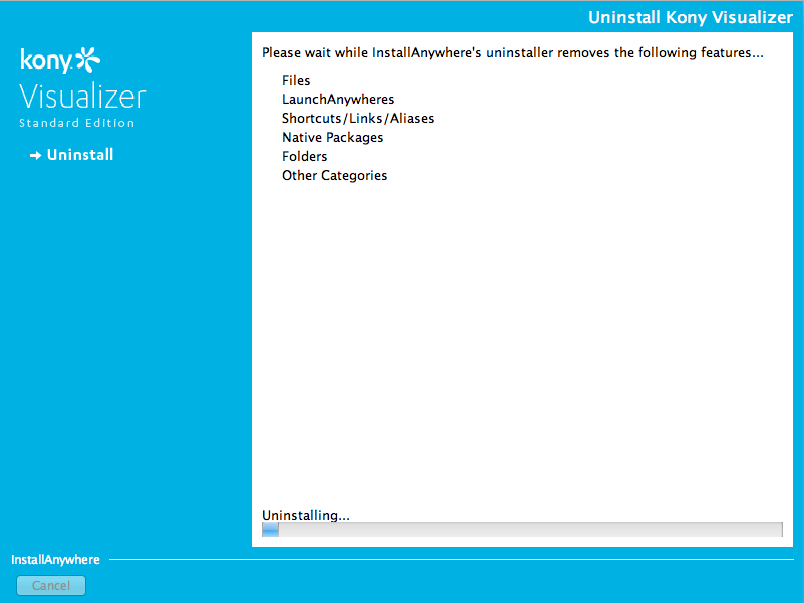 Uninstall Kony Visualizer
kony.
Visualizer
Standard Edition
Uninstall
Please wait while InstallAnywhere's uninstaller removes the following features...
Files
LaunchAnywheres
Shortcuts/Links/Aliases
Native Packages
Folders
Other Categories
Uninstalling...
InstallAnywhere
Cancel